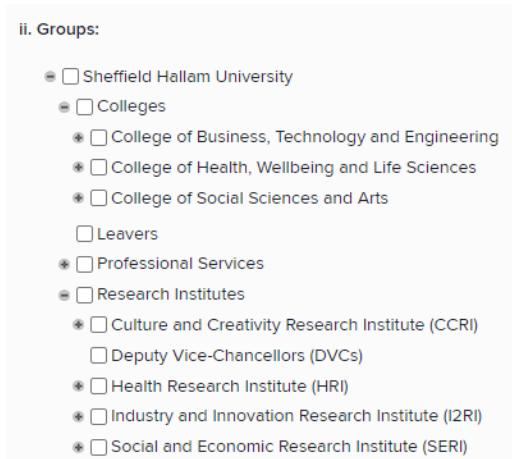 ii. Groups:
Sheffield Hallam University
Colleges
College of Business, Technology and Engineering
College of Health, Wellbeing and Life Sciences
College of Social Sciences and Arts
Leavers
Professional Services
Research Institutes
Culture and Creativity Research Institute (CCRI)
Deputy Vice-Chancellors (DVCs)
Health Research Institute (HRI)
Industry and Innovation Research Institute (I2RI)
Social and Economic Research Institute (SERI)